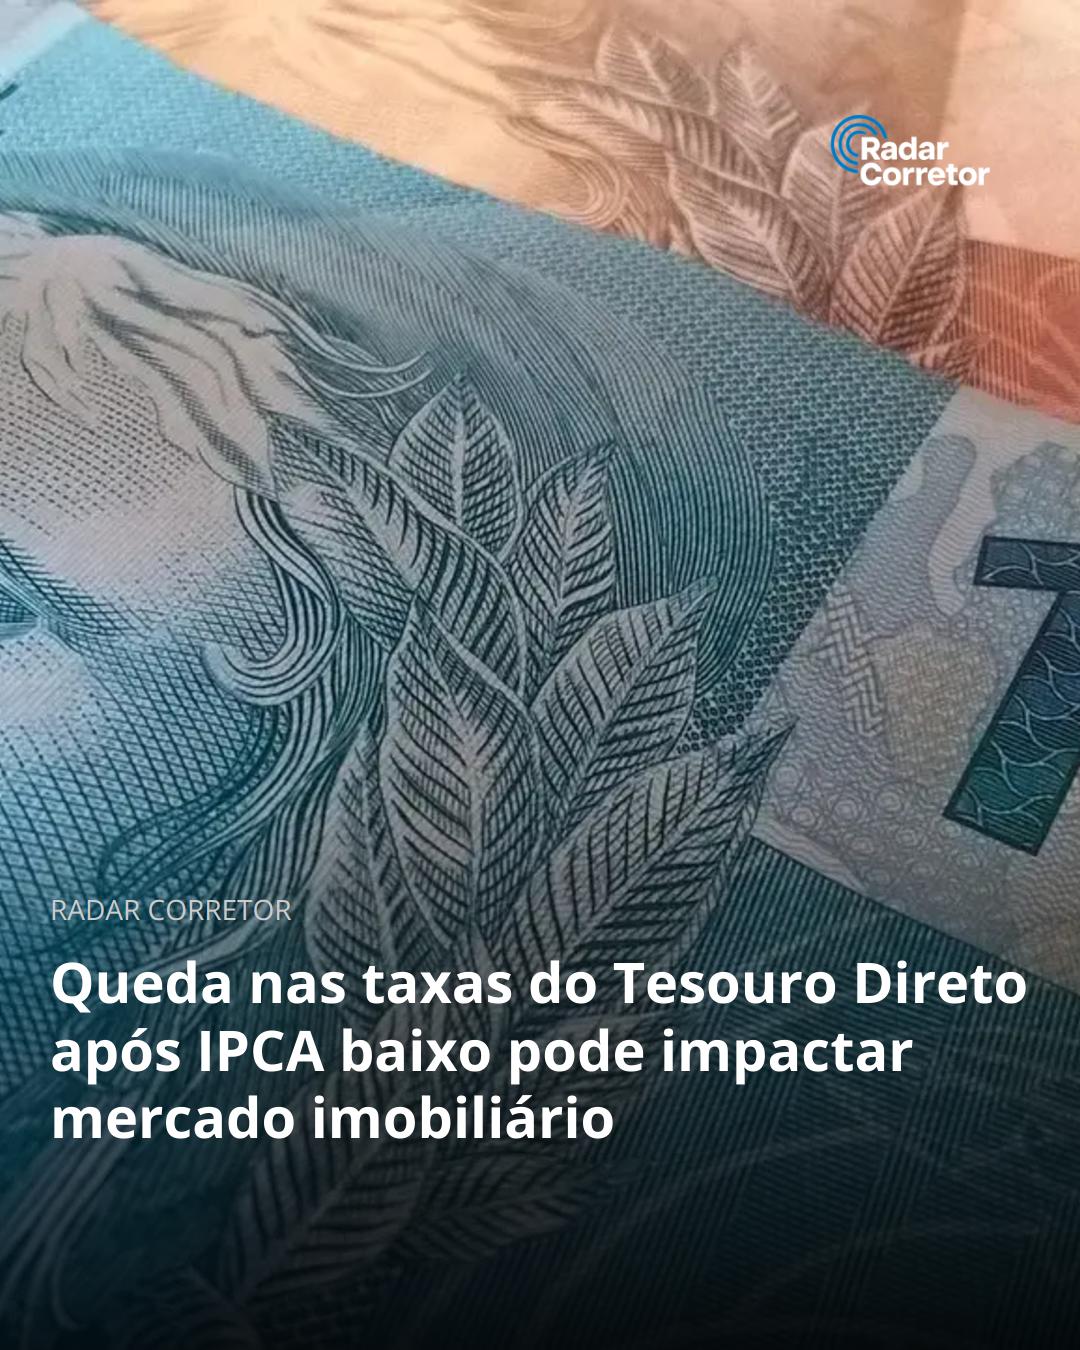 Radar
Corretor
RADAR CORRETOR
Queda nas taxas do Tesouro Direto
após IPCA baixo pode impactar
mercado imobiliário